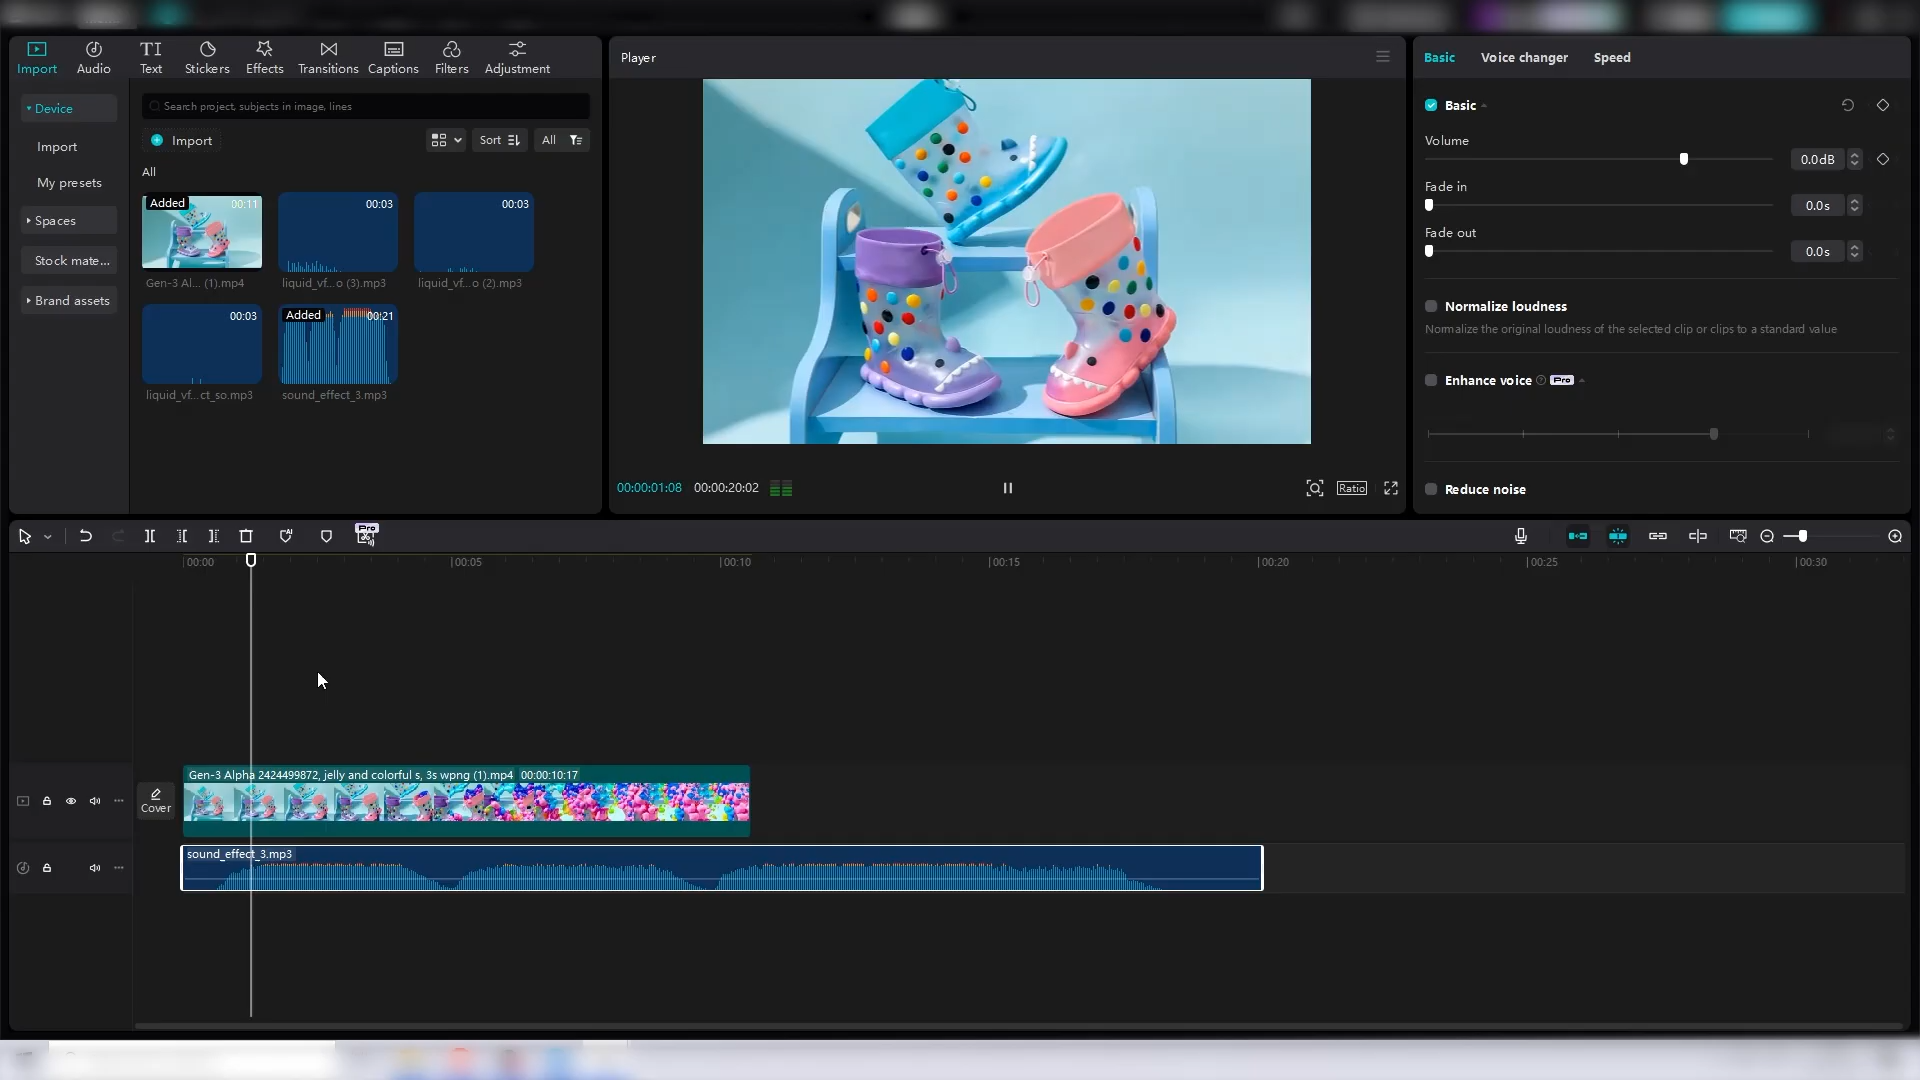 Import
Audio
TI
Text
Stickers
Effects
Transitions
Captions
Filters
Adjustment
Device
Import
My presets
Spaces
Stock mate...
Brand assets
Search project, subjects in image, lines
Import
Sort
All
All
Added
00:11
Gen-3 Al... (1).mp4
00:03
liquid_vf...o (3).mp3
00:03
liquid_vf...o (2).mp3
00:03
liquid_vf...ct_so.mp3
Added
00:21
sound_effect_3.mp3
Player
00:00:01:08
00:00:20:02
Ratio
Basic
Voice changer
Speed
Basic
Volume
0.0dB
Fade in
0.0s
Fade out
0.0s
Normalize loudness
Normalize the original loudness of the selected clip or clips to a standard value
Enhance voice
Pro
Reduce noise
Pro
00:00
00:05
00:10
00:15
00:20
00:25
00:30
Gen-3 Alpha 2424499872, jelly and colorful s, 3s wpng (1).mp4 00:00:10:17
Cover
sound_effect_3.mp3